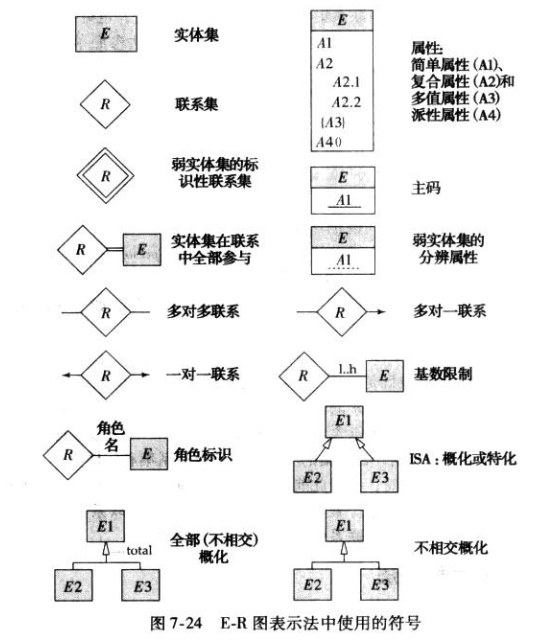 E
实体集
R
联系集
R
弱实体集的标
识性联系集
R
E
实体集在联系
中全部参与
R
多对多联系
R
一对一联系
R
角色
名
E
角色标识
E1
total
E2
E3
全部(不相交)
概化
E
A1
A2
A2.1
A2.2
{A3}
A4()
属性:
简单属性(A1)、
复合属性(A2)和
多值属性(A3)
派性属性(A4)
E
A1
主码
E
A1
弱实体集的
分辨属性
R
多对一联系
R
l..h
E
基数限制
E1
E2
E3
ISA:概化或特化
E1
E2
E3
不相交概化
图 7-24 E-R 图表示法中使用的符号